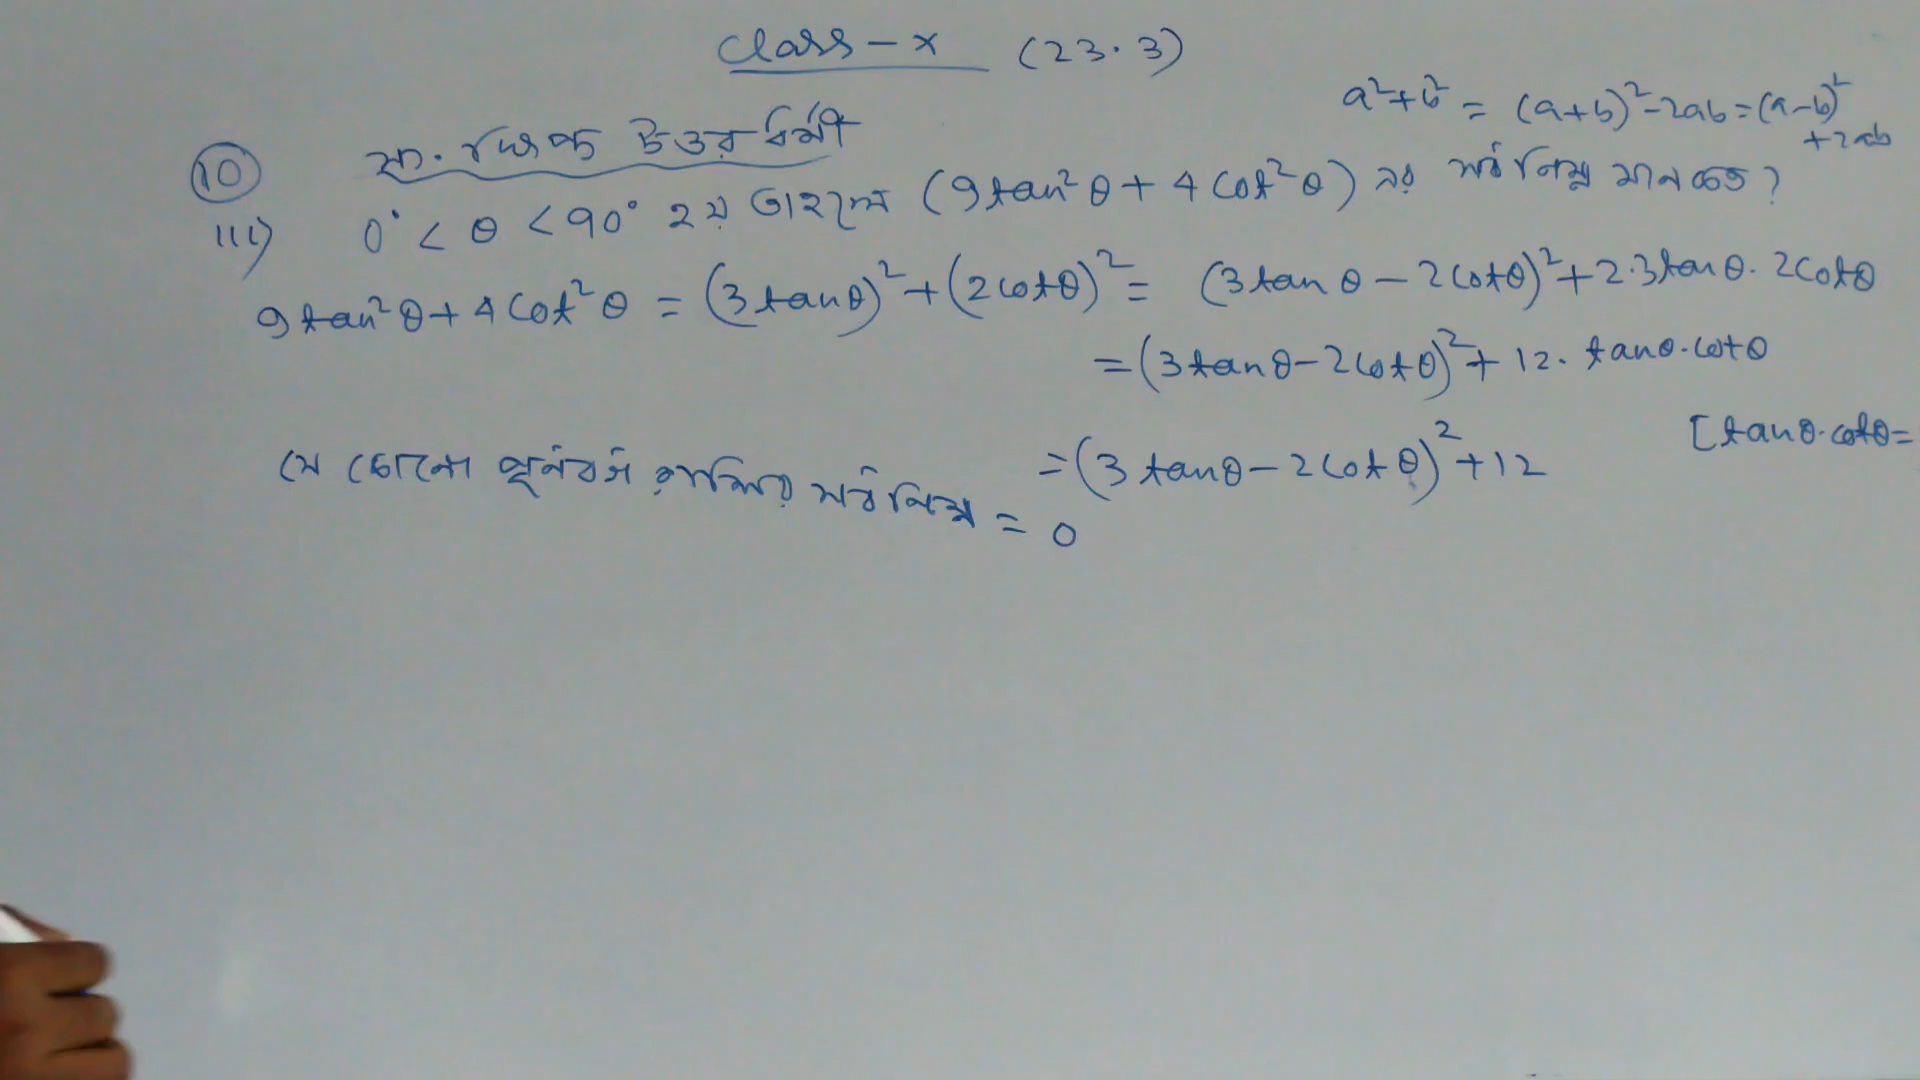 Class - X (23.3)
a² + b² = (a+b)² - 2ab = (a-b)² + 2ab
10 সং. ক্ষিপ্ত উত্তর ধর্মী
iii) 0° < θ < 90° হয় তাহলে (9tan²θ + 4cot²θ) এর সর্বনিম্ন মান কত?
9tan²θ + 4cot²θ = (3tanθ)² + (2cotθ)² = (3tanθ - 2cotθ)² + 2.3tanθ. 2cotθ
= (3tanθ - 2cotθ)² + 12. tanθ.cotθ
[tanθ.cotθ=
= (3tanθ - 2cotθ)² + 12
যে কোনো পূর্নবর্গ রাশির সর্বনিম্ন = 0